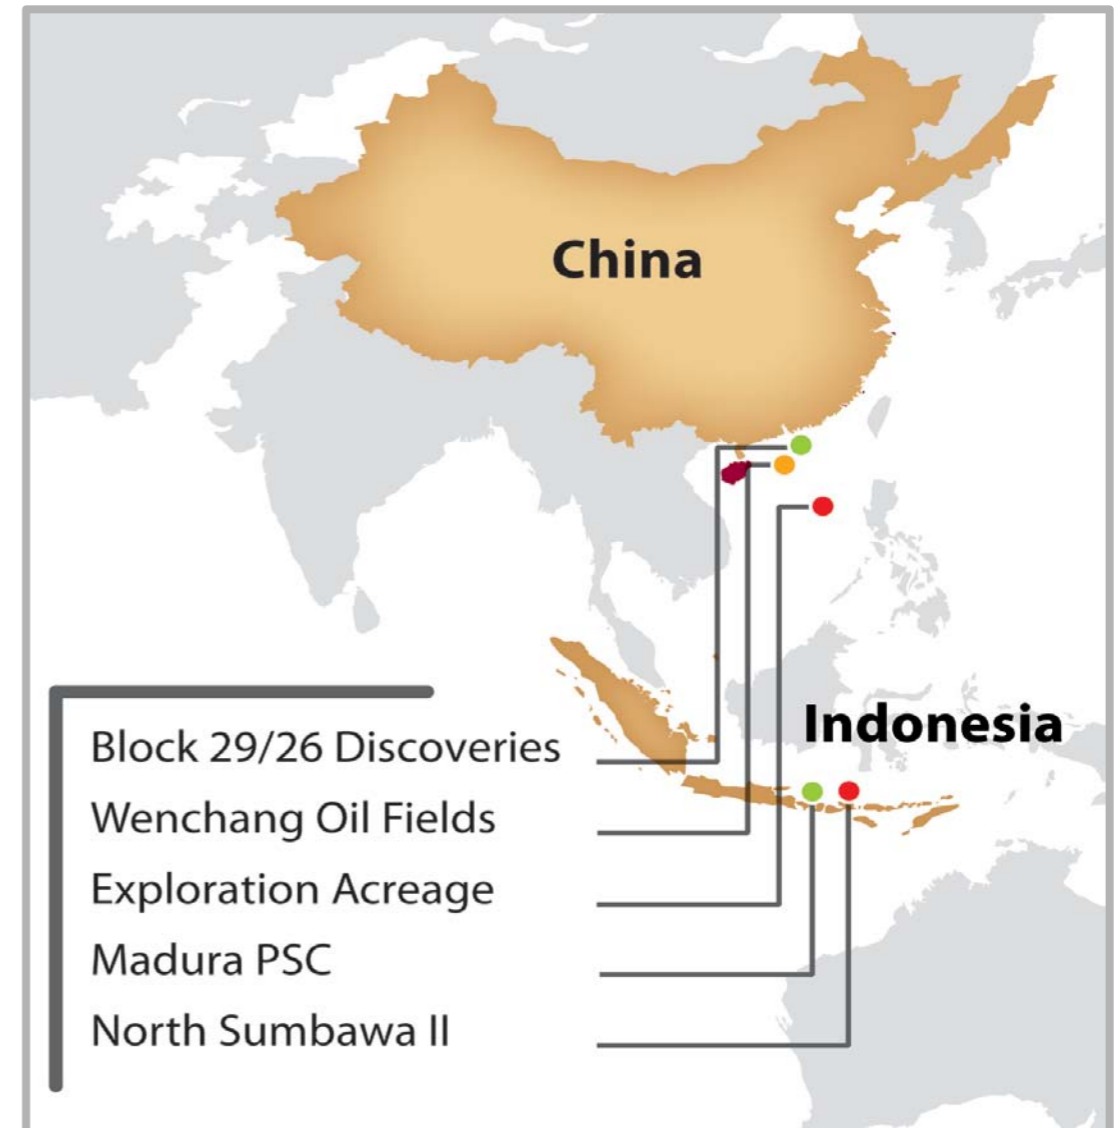 China
Indonesia
Block 29/26 Discoveries
Wenchang Oil Fields
Exploration Acreage
Madura PSC
North Sumbawa II